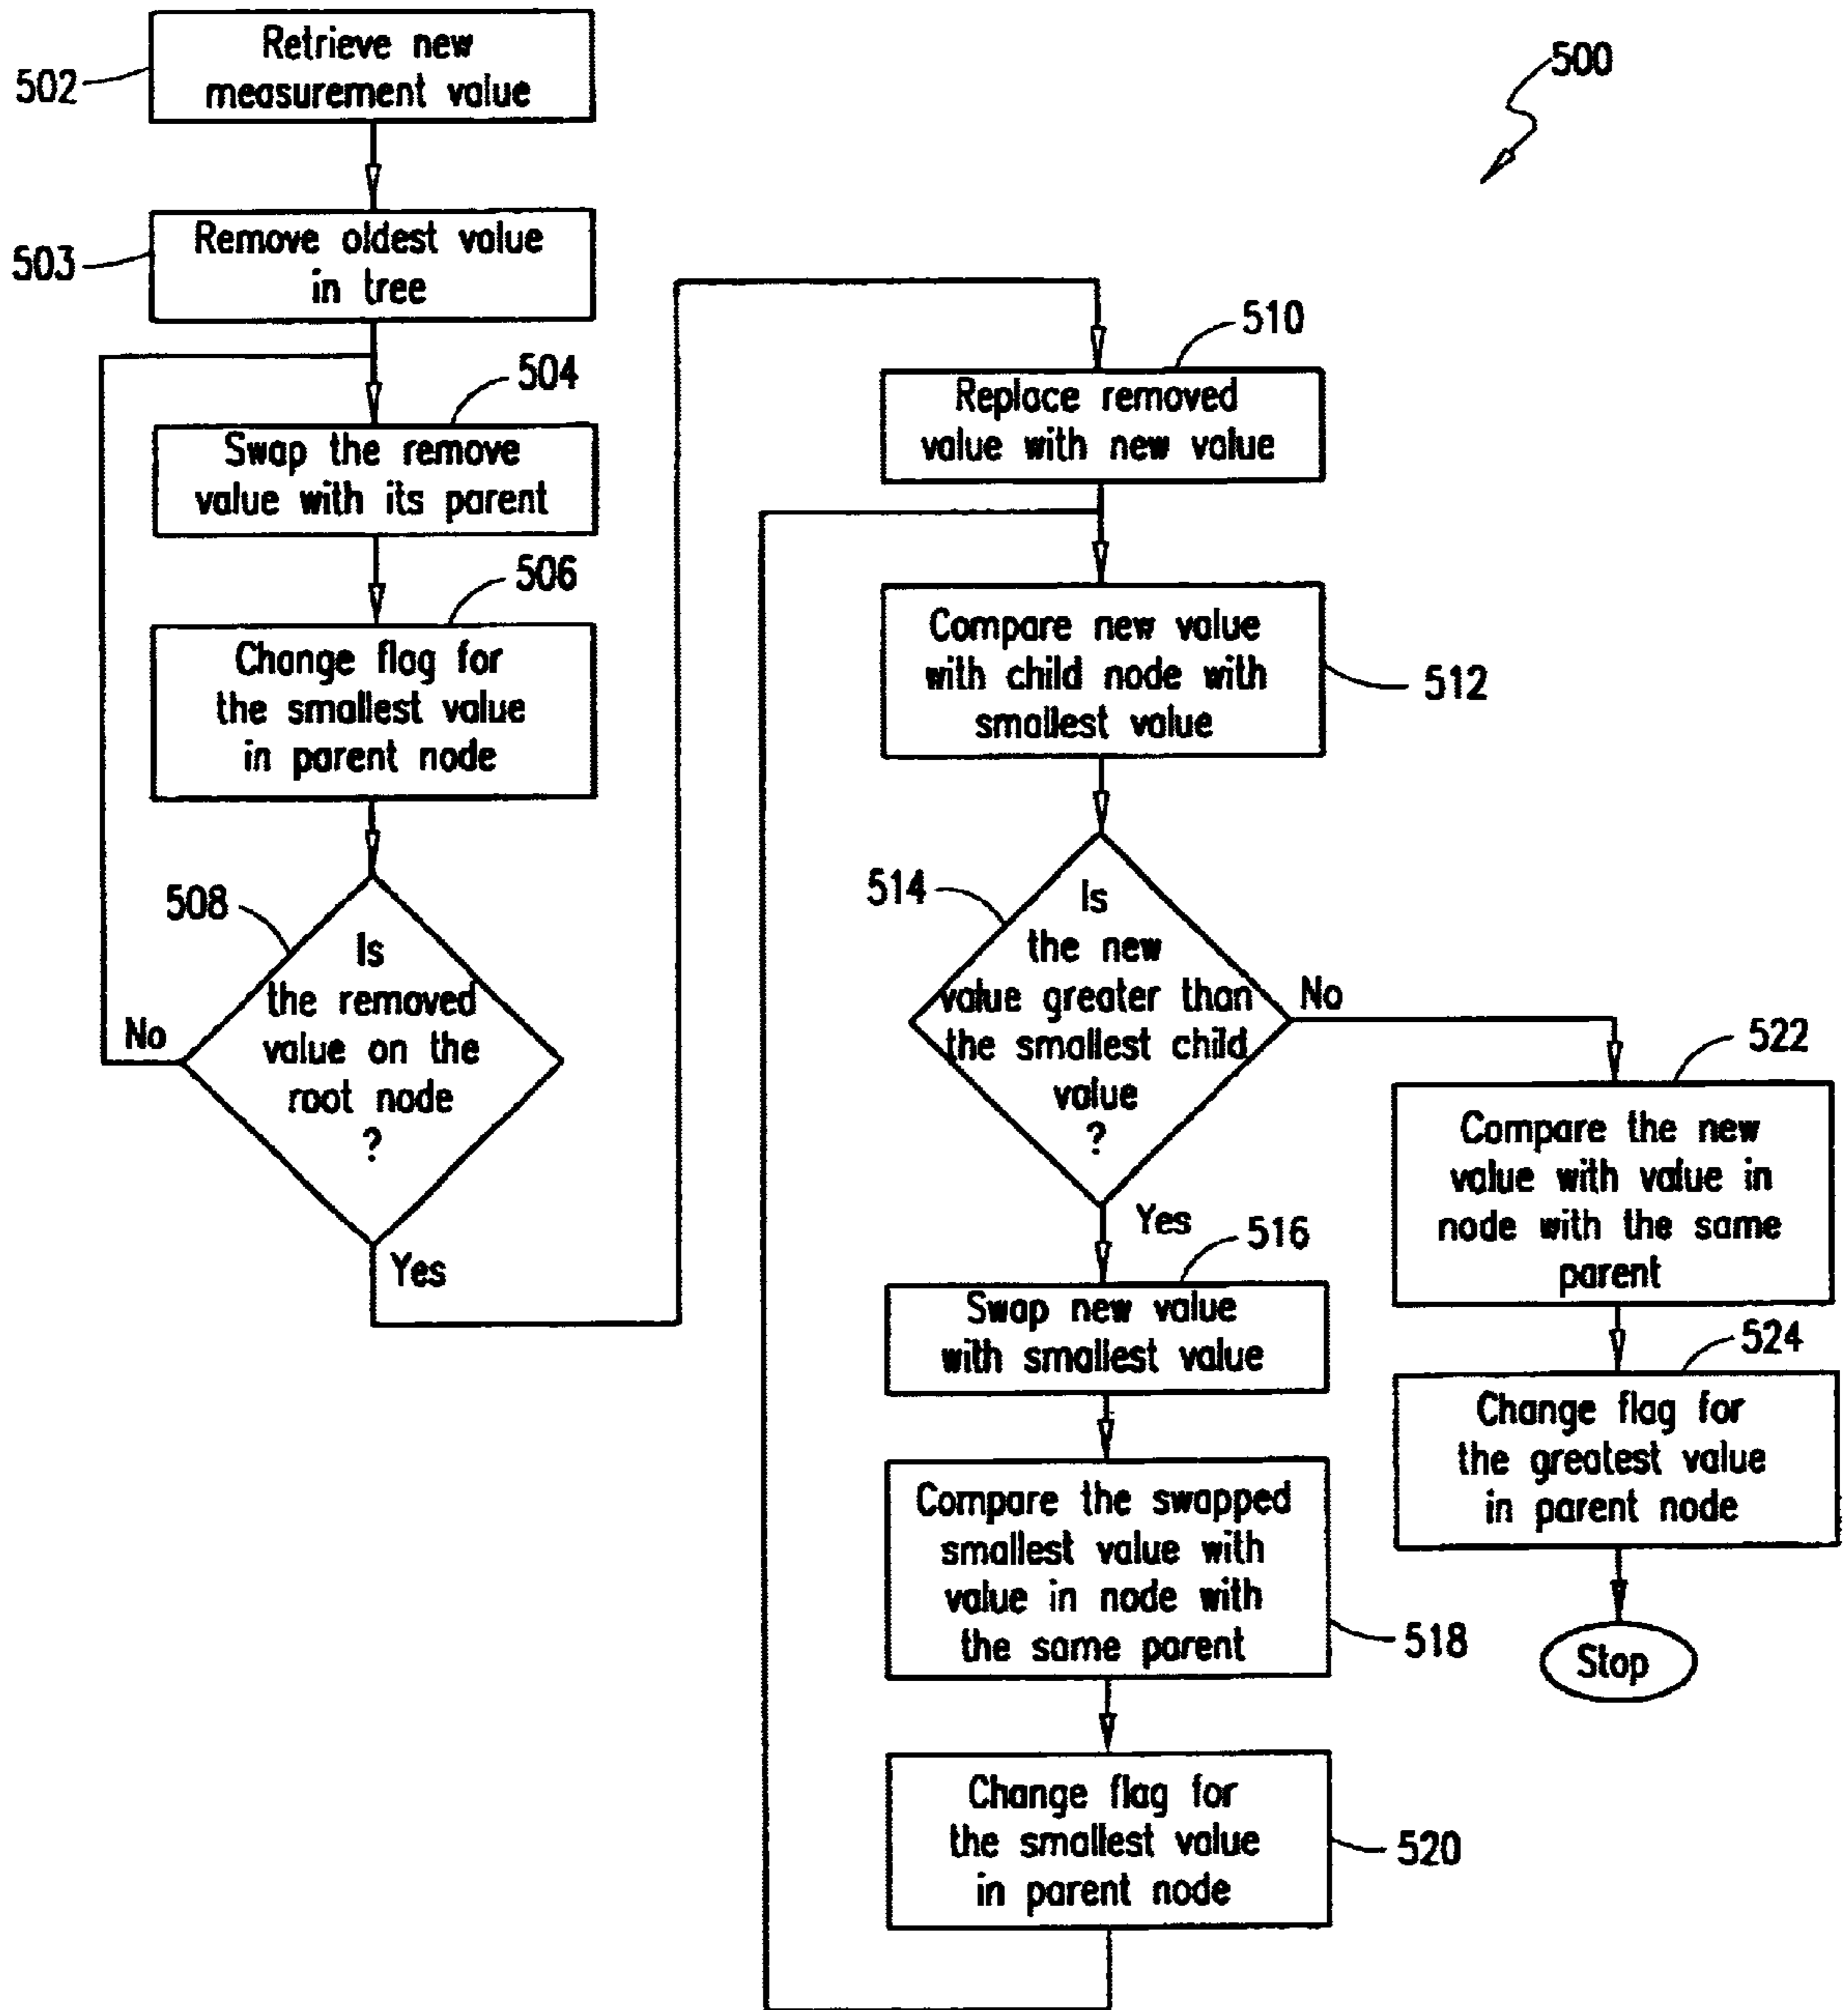 Retrieve new
measurement value
502
500
Remove oldest value
in tree
503
504
Swap the remove
value with its parent
506
Change flag for
the smallest value
in parent node
508
Is
the removed
value on the
root node
?
No
Yes
510
Replace removed
value with new value
Compare new value
with child node with
smallest value
512
514
Is
the new
value greater than
the smallest child
value
?
No
Yes
516
Swap new value
with smallest value
Compare the swapped
smallest value with
value in node with
the same parent
518
Change flag for
the smallest value
in parent node
520
522
Compare the new
value with value in
node with the same
parent
524
Change flag for
the greatest value
in parent node
Stop